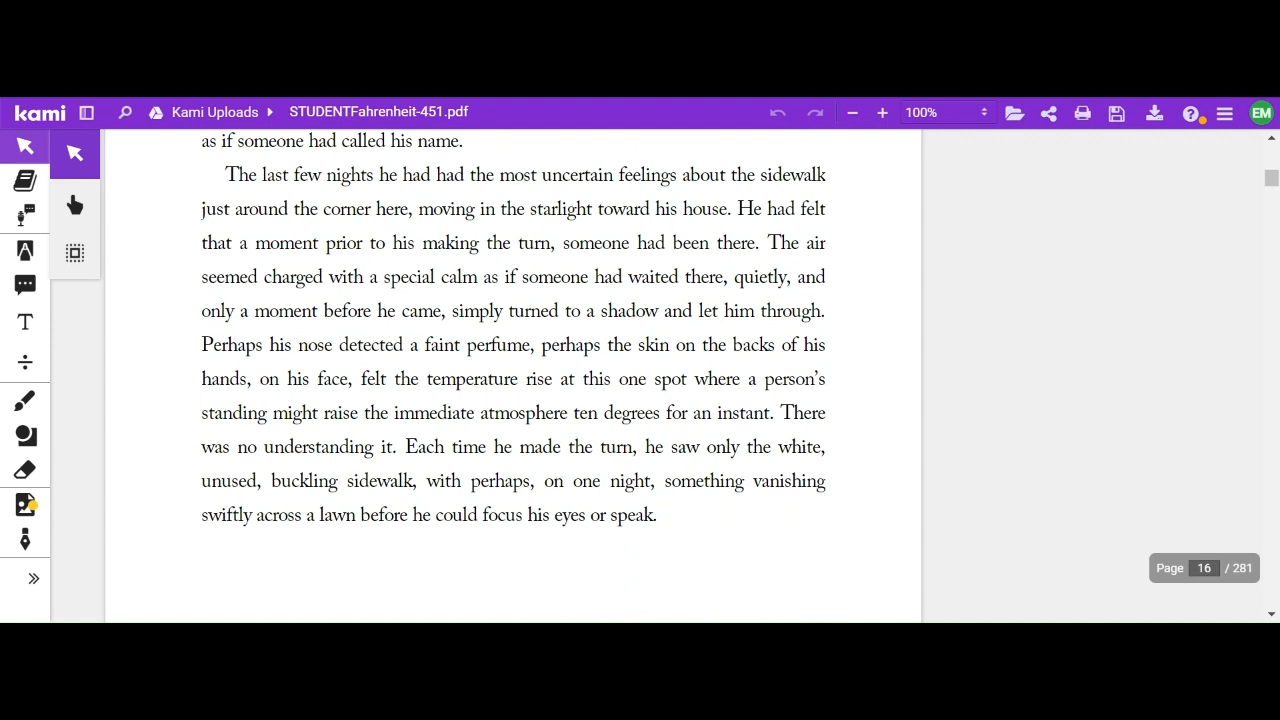 kami Kami Uploads STUDENTFahrenheit-451.pdf 100% EM
as if someone had called his name.
The last few nights he had had the most uncertain feelings about the sidewalk
just around the corner here, moving in the starlight toward his house. He had felt
that a moment prior to his making the turn, someone had been there. The air
seemed charged with a special calm as if someone had waited there, quietly, and
only a moment before he came, simply turned to a shadow and let him through.
Perhaps his nose detected a faint perfume, perhaps the skin on the backs of his
hands, on his face, felt the temperature rise at this one spot where a person’s
standing might raise the immediate atmosphere ten degrees for an instant. There
was no understanding it. Each time he made the turn, he saw only the white,
unused, buckling sidewalk, with perhaps, on one night, something vanishing
swiftly across a lawn before he could focus his eyes or speak.
Page 16 / 281